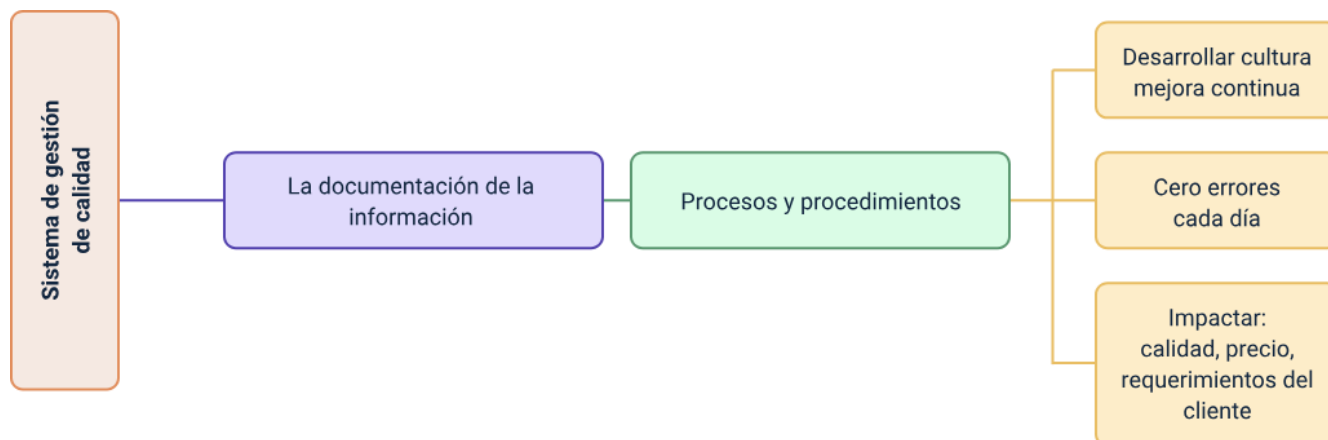 Sistema de gestión
de calidad
La documentación de la
información
Procesos y procedimientos
Desarrollar cultura
mejora continua
Cero errores
cada día
Impactar:
calidad, precio,
requerimientos del
cliente